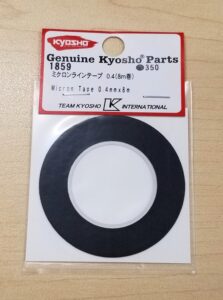 KYOSHO
Genuine Kyosho Parts
1859 350
ミクロンラインテープ 0.4(8m巻)
Micron Tape 0.4mmx8m
TEAM KYOSHO K INTERNATIONAL